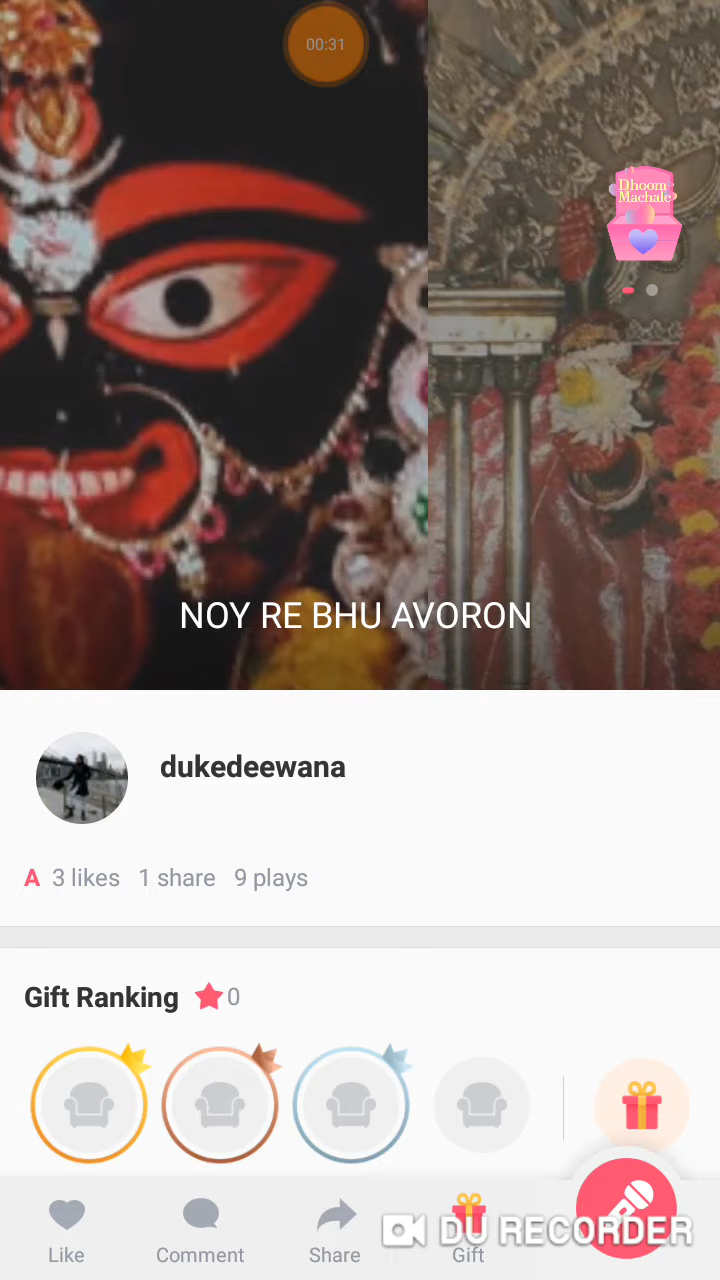 00:31
Dhoom
Machale
NOY RE BHU AVORON
dukedeewana
A 3 likes 1 share 9 plays
Gift Ranking 0
Like Comment Share Gift
DU RECORDER